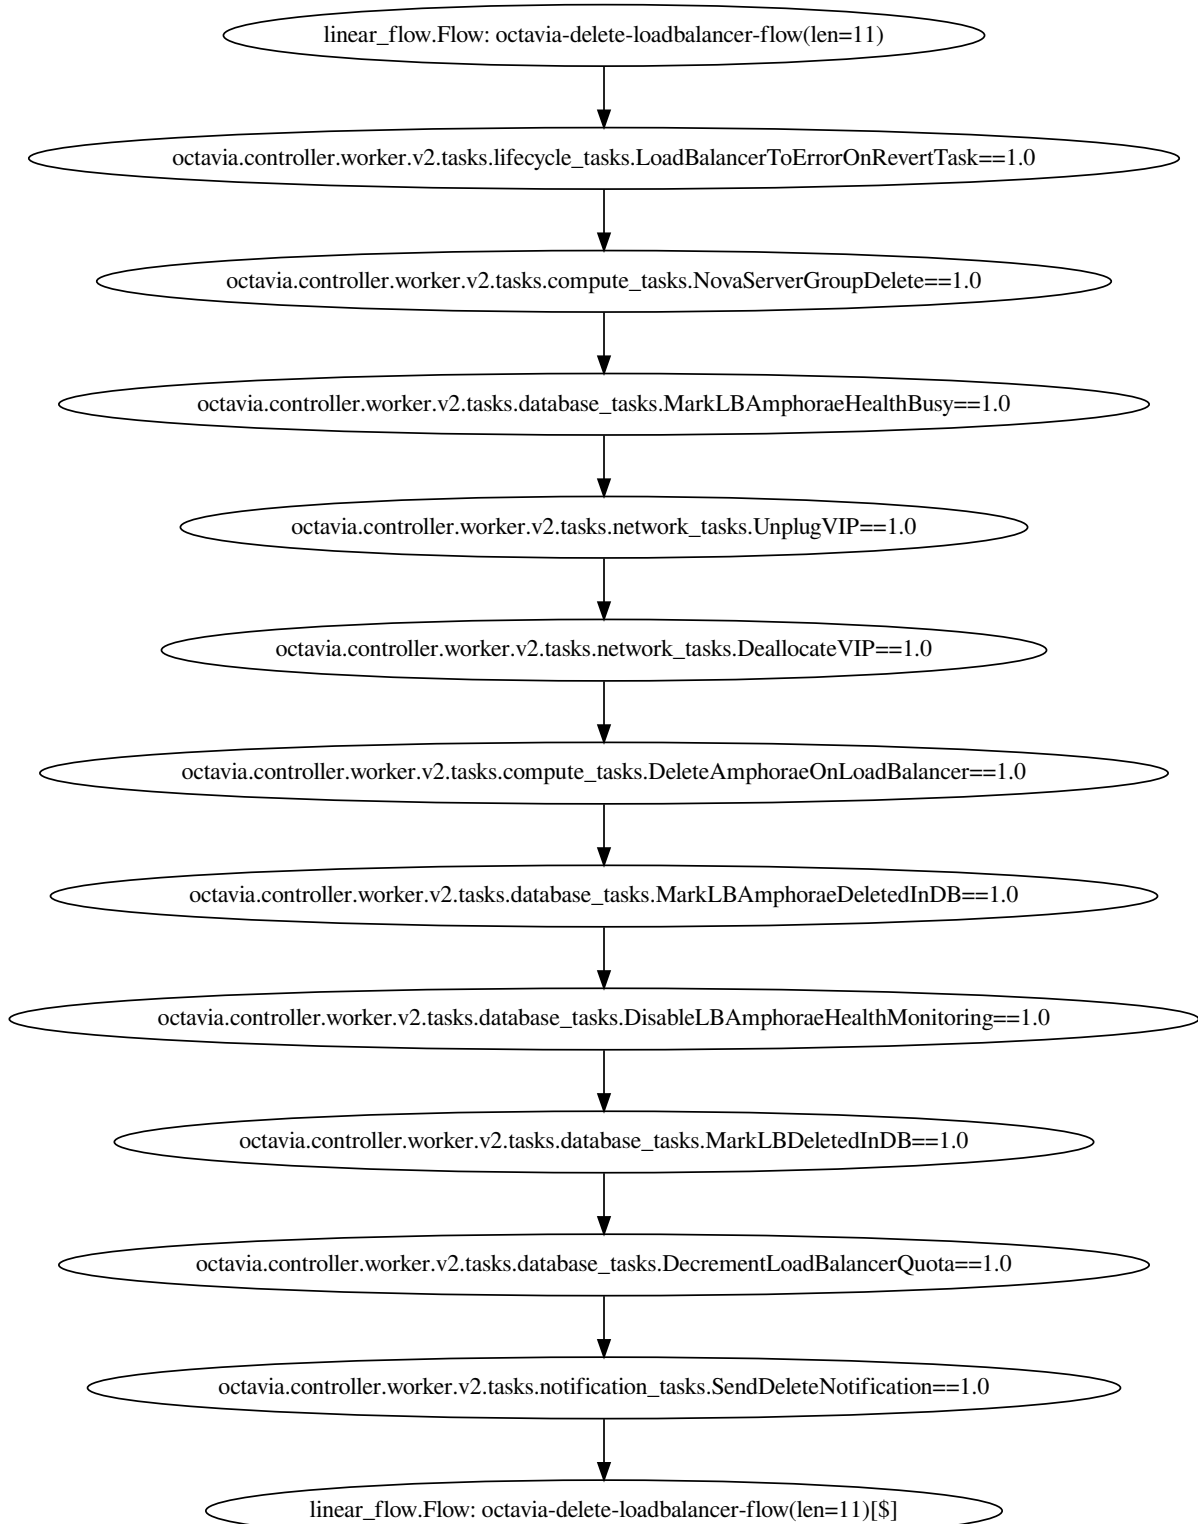 linear_flow.Flow: octavia-delete-loadbalancer-flow(len=11)
octavia.controller.worker.v2.tasks.lifecycle_tasks.LoadBalancerToErrorOnRevertTask==1.0
octavia.controller.worker.v2.tasks.compute_tasks.NovaServerGroupDelete==1.0
octavia.controller.worker.v2.tasks.database_tasks.MarkLBAmphoraeHealthBusy==1.0
octavia.controller.worker.v2.tasks.network_tasks.UnplugVIP==1.0
octavia.controller.worker.v2.tasks.network_tasks.DeallocateVIP==1.0
octavia.controller.worker.v2.tasks.compute_tasks.DeleteAmphoraeOnLoadBalancer==1.0
octavia.controller.worker.v2.tasks.database_tasks.MarkLBAmphoraeDeletedInDB==1.0
octavia.controller.worker.v2.tasks.database_tasks.DisableLBAmphoraeHealthMonitoring==1.0
octavia.controller.worker.v2.tasks.database_tasks.MarkLBDeletedInDB==1.0
octavia.controller.worker.v2.tasks.database_tasks.DecrementLoadBalancerQuota==1.0
octavia.controller.worker.v2.tasks.notification_tasks.SendDeleteNotification==1.0
linear_flow.Flow: octavia-delete-loadbalancer-flow(len=11)[$]